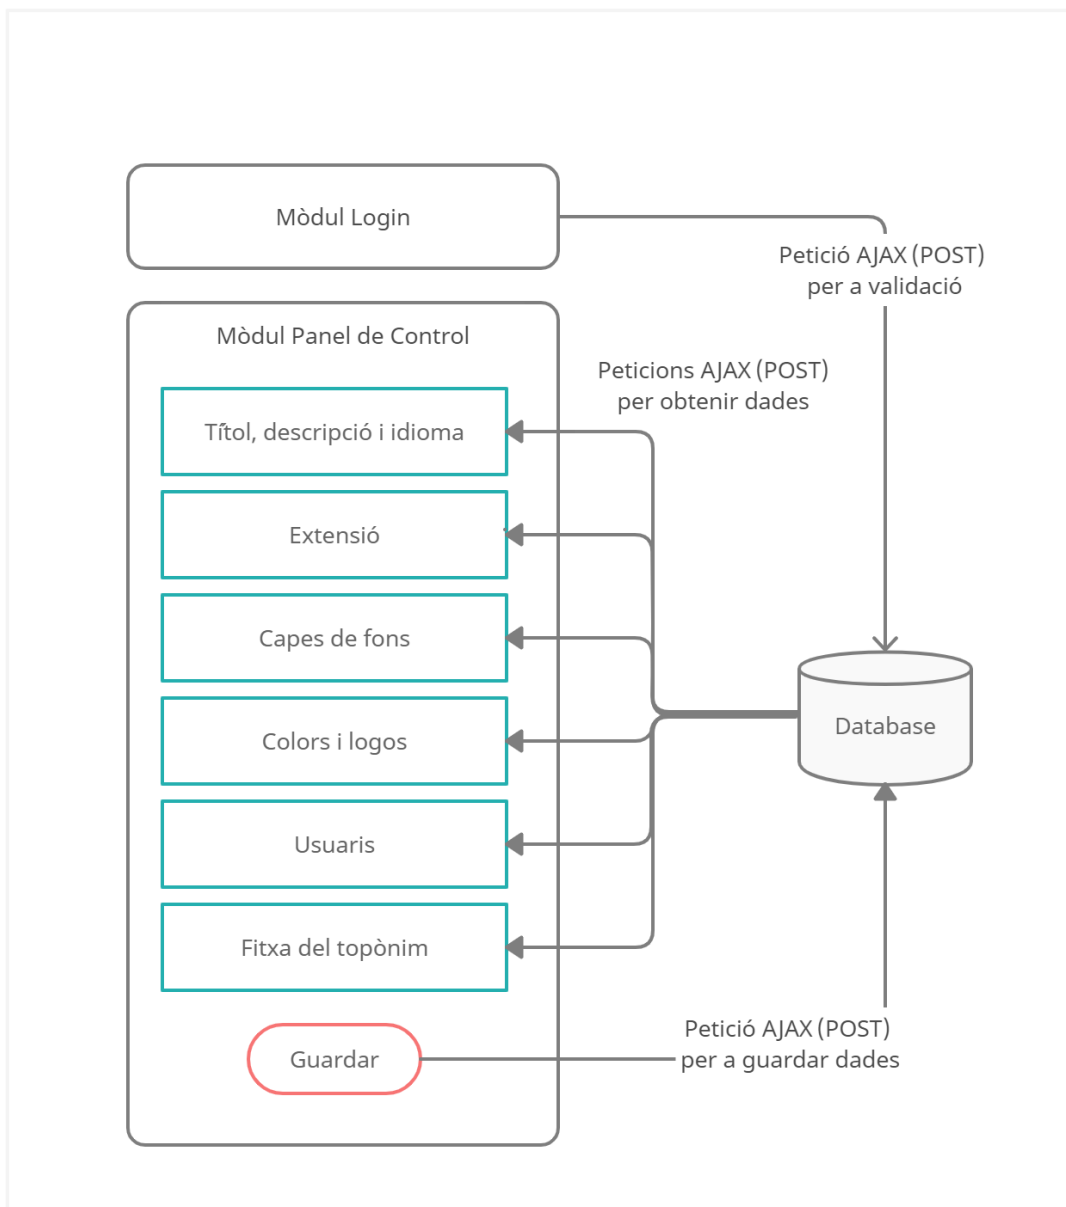 Mòdul Login
Petició AJAX (POST)
per a validació
Mòdul Panel de Control
Peticions AJAX (POST)
per obtenir dades
Títol, descripció i idioma
Extensió
Capes de fons
Colors i logos
Database
Usuaris
Fitxa del topònim
Guardar
Petició AJAX (POST)
per a guardar dades